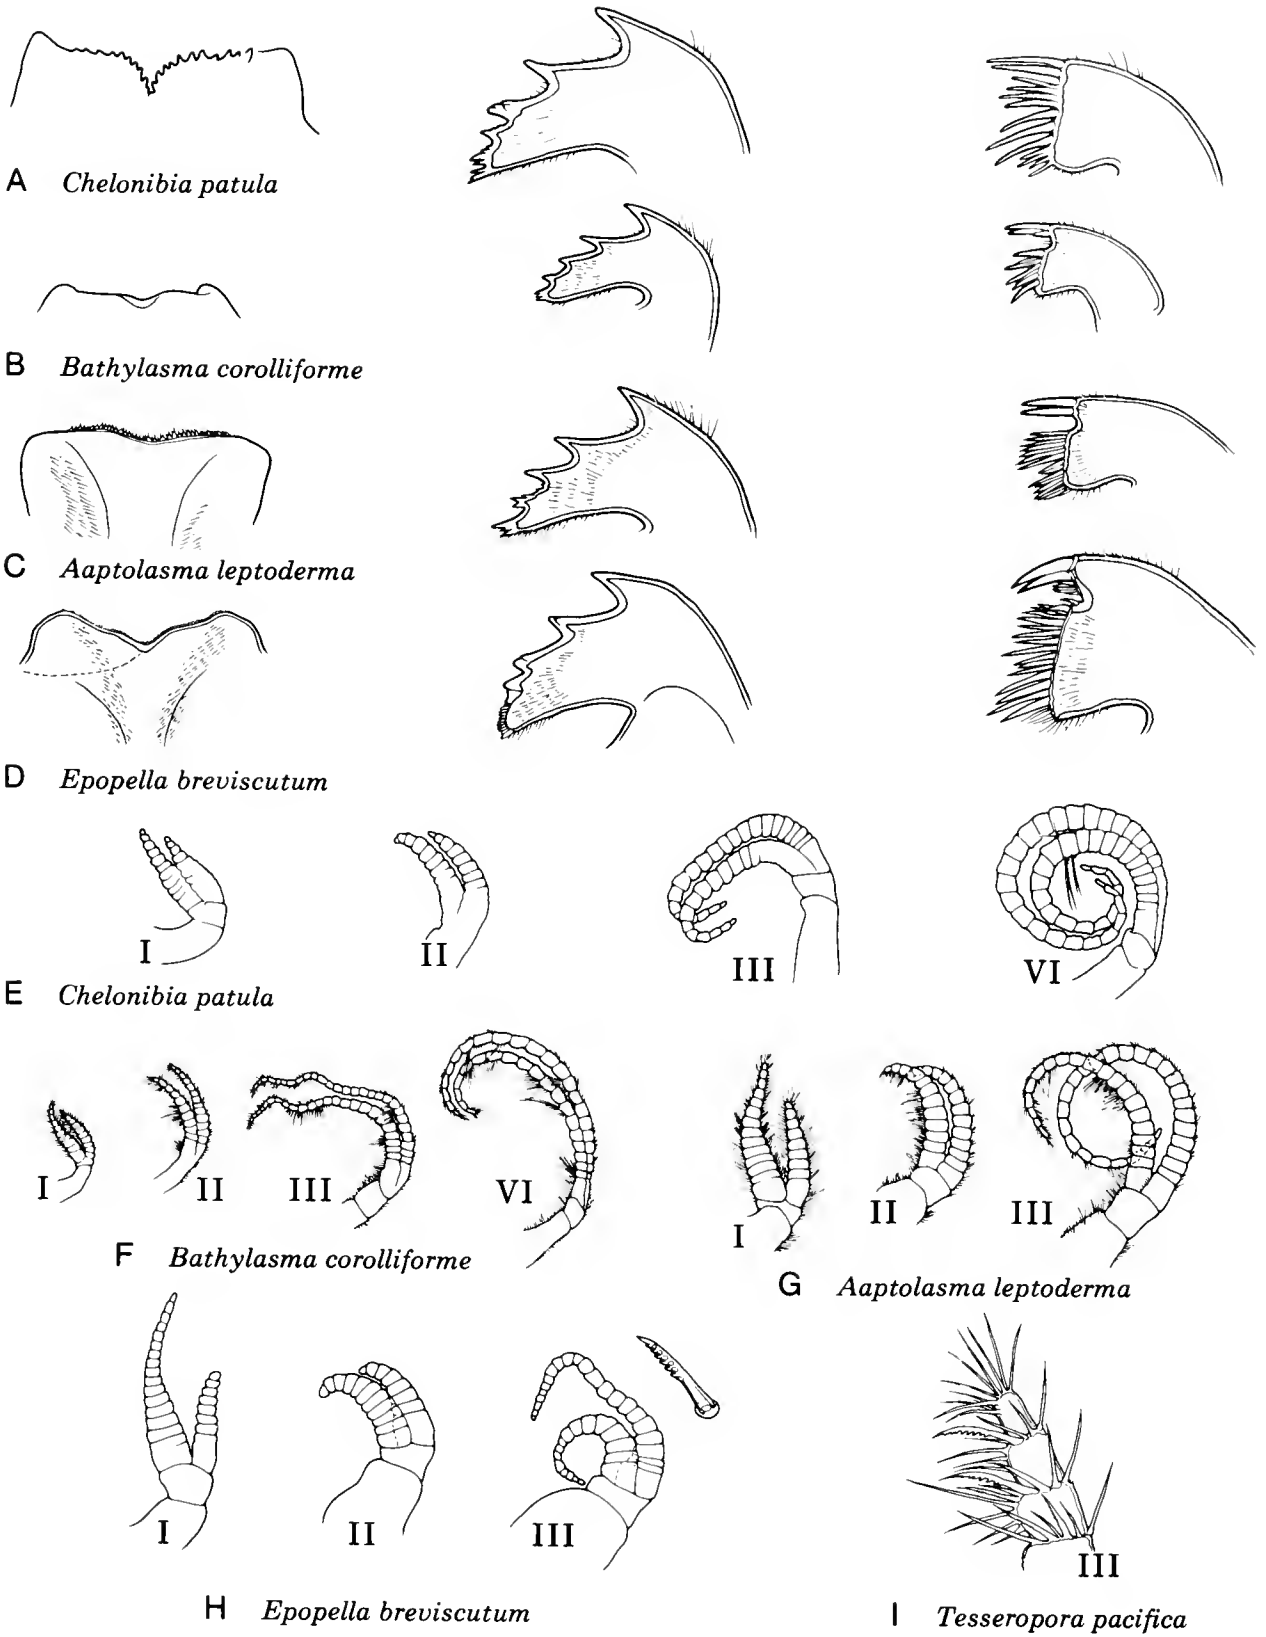 A Chelonibia patula
B Bathylasma corolliforme
C Aaptolasma leptoderma
D Epopella breviscutum
I II III VI
E Chelonibia patula
I II III VI
F Bathylasma corolliforme
I II III
G Aaptolasma leptoderma
I II III
H Epopella breviscutum
III
I Tesseropora pacifica